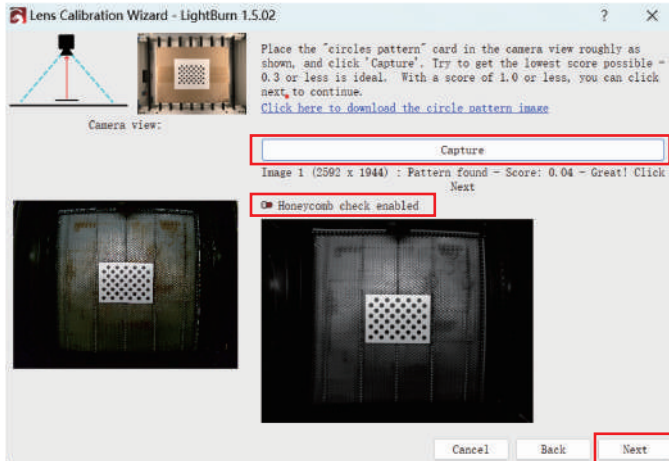 Lens Calibration Wizard - LightBurn 1.5.02
Place the "circles pattern" card in the camera view roughly as
shown, and click 'Capture'. Try to get the lowest score possible -
0.3 or less is ideal. With a score of 1.0 or less, you can click
next to continue.
Click here to download the circle pattern image
Camera view:
Capture
Image 1 (2592 x 1944) : Pattern found - Score: 0.04 - Great! Click
Next
Honeycomb check enabled
Cancel Back Next